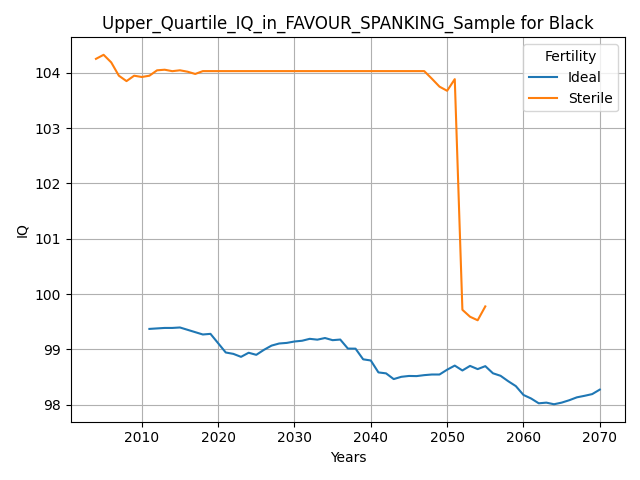 Upper_Quartile_IQ_in_FAVOUR_SPANKING_Sample for Black
Fertility
Ideal
Sterile
IQ
104
103
102
101
100
99
98
2010
2020
2030
2040
2050
2060
2070
Years